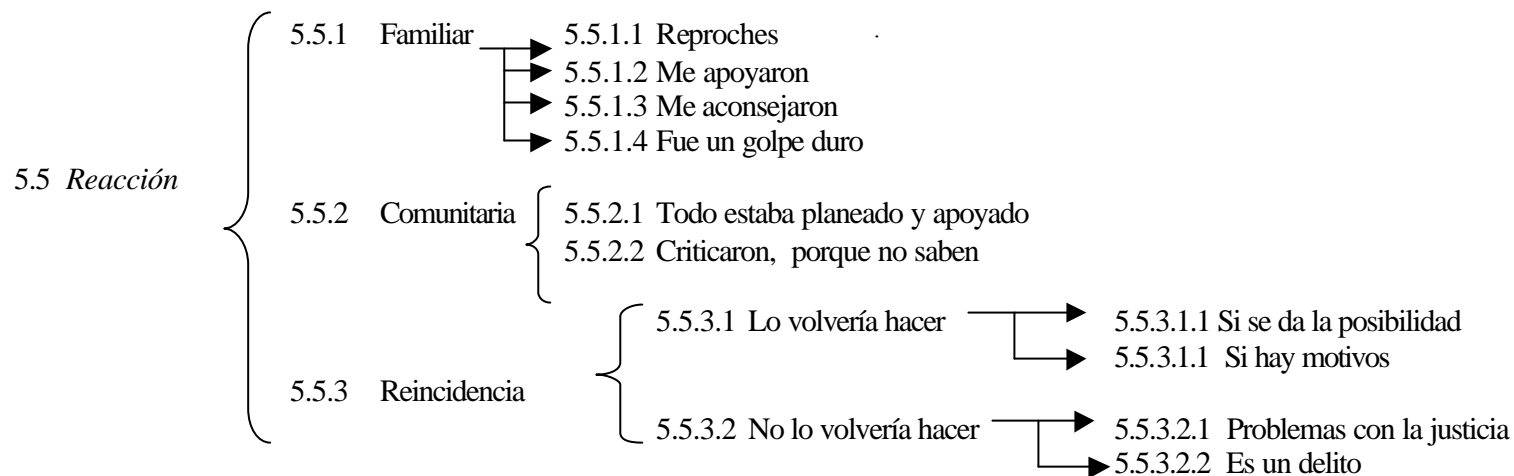 5.5.1 Familiar 5.5.1.1 Reproches
5.5.1.2 Me apoyaron
5.5.1.3 Me aconsejaron
5.5.1.4 Fue un golpe duro
5.5 Reacción
5.5.2 Comunitaria 5.5.2.1 Todo estaba planeado y apoyado
5.5.2.2 Criticaron, porque no saben
5.5.3.1 Lo volvería hacer 5.5.3.1.1 Si se da la posibilidad
5.5.3.1.1 Si hay motivos
5.5.3 Reincidencia
5.5.3.2 No lo volvería hacer 5.5.3.2.1 Problemas con la justicia
5.5.3.2.2 Es un delito